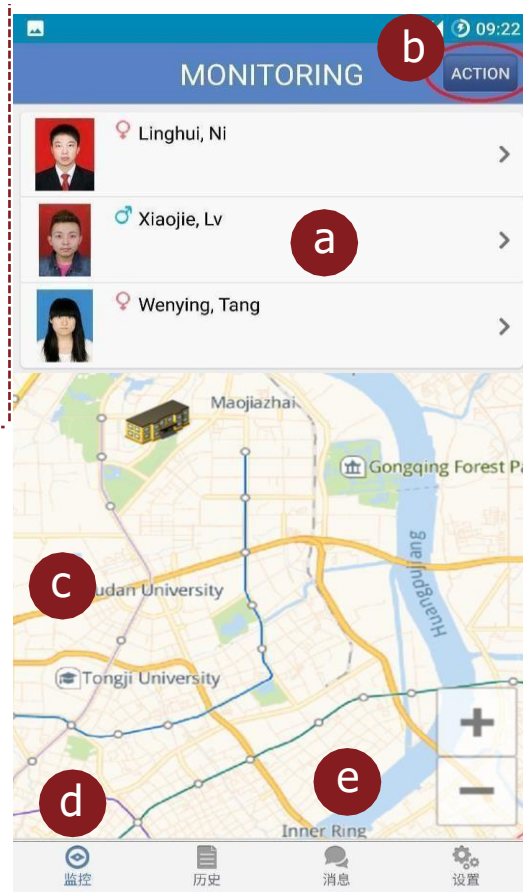 09:22
b
MONITORING
ACTION
Linghui, Ni
Xiaojie, Lv
a
Wenying, Tang
Maojiazhai
Gongqing Forest Pa
Huangpujiang
c
udan University
Tongji University
+
e
−
d
Inner Ring
监控
历史
消息
设置